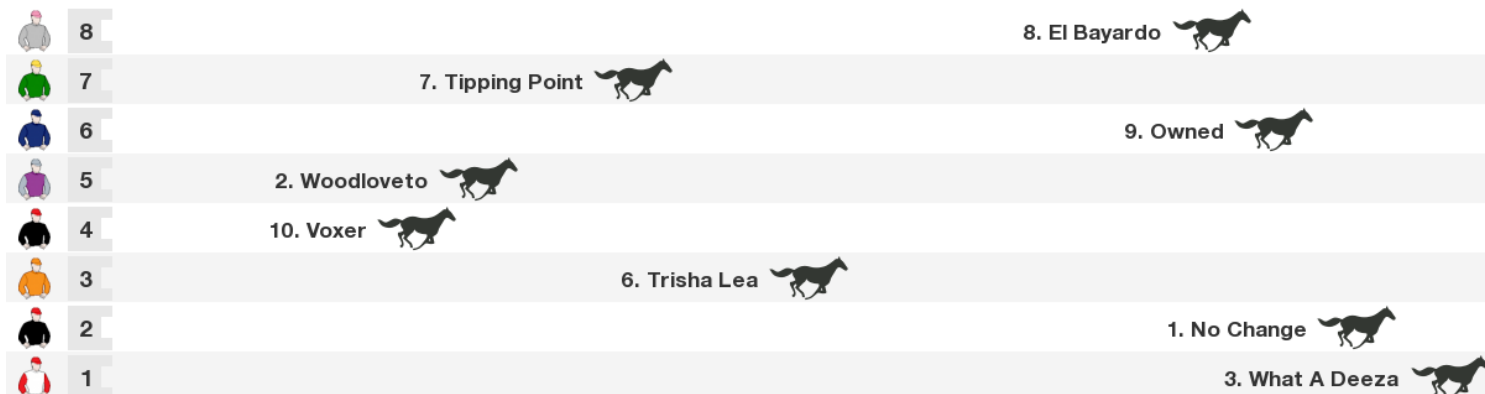 8 8. El Bayardo
7 7. Tipping Point
6 9. Owned
5 2. Woodloveto
4 10. Voxer
3 6. Trisha Lea
2 1. No Change
1 3. What A Deeza